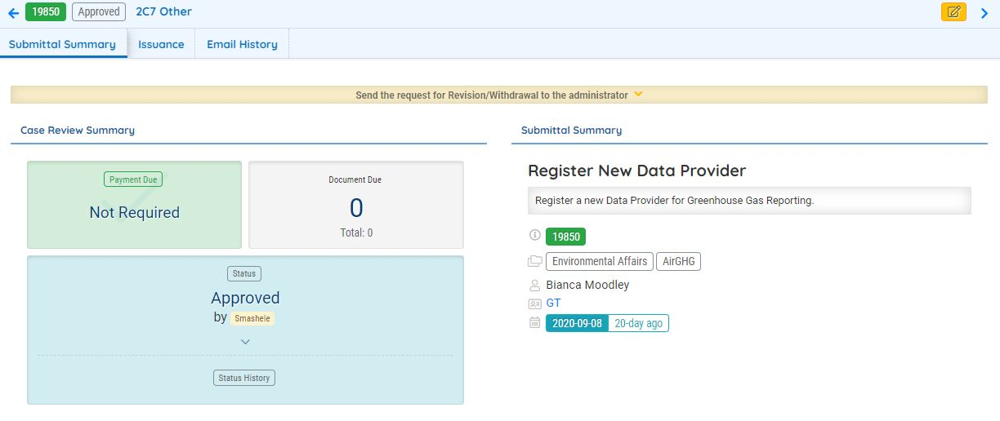 19850 Approved 2C7 Other
Submittal Summary Issuance Email History
Send the request for Revision/Withdrawal to the administrator
Case Review Summary
Payment Due
Not Required
Document Due
0
Total: 0
Status
Approved
by Smashele
Status History
Submittal Summary
Register New Data Provider
Register a new Data Provider for Greenhouse Gas Reporting.
19850
Environmental Affairs AirGHG
Bianca Moodley
GT
2020-09-08 20-day ago